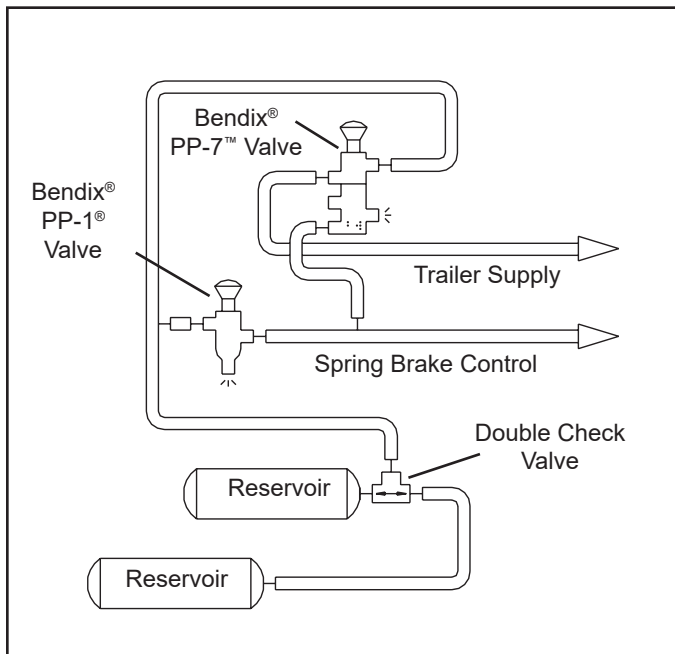 Bendix®
PP-7™ Valve
Bendix®
PP-1®
Valve
Trailer Supply
Spring Brake Control
Double Check
Valve
Reservoir
Reservoir